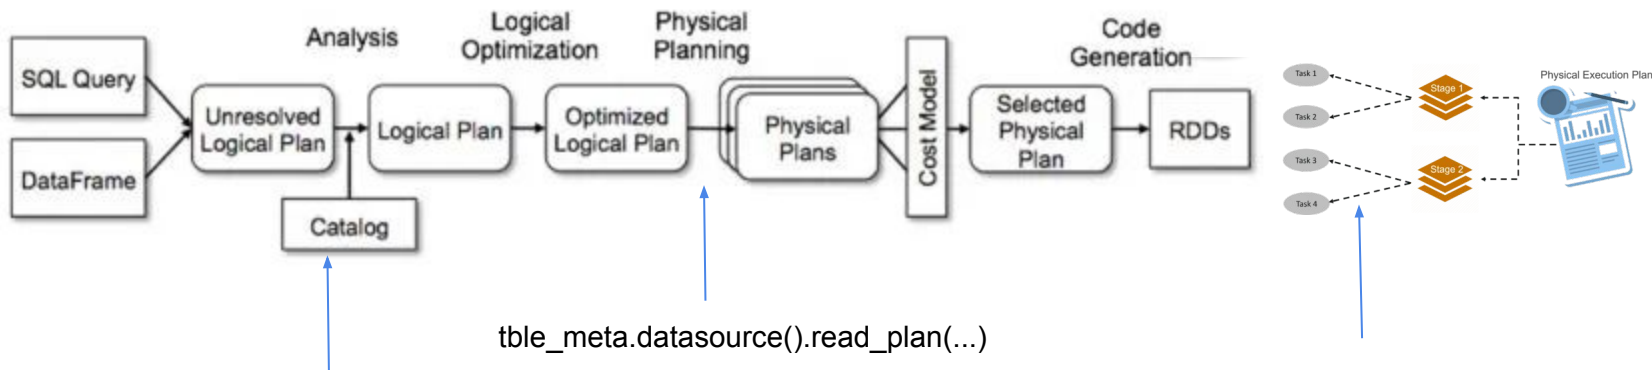 SQL Query
DataFrame
Analysis
Unresolved
Logical Plan
Catalog
Logical Plan
Logical
Optimization
Optimized
Logical Plan
Physical
Planning
Physical
Plans
Cost Model
Selected
Physical
Plan
Code
Generation
RDDs
Task 1
Task 2
Task 3
Task 4
Stage 1
Stage 2
Physical Execution Plan
tble_meta.datasource().read_plan(...)